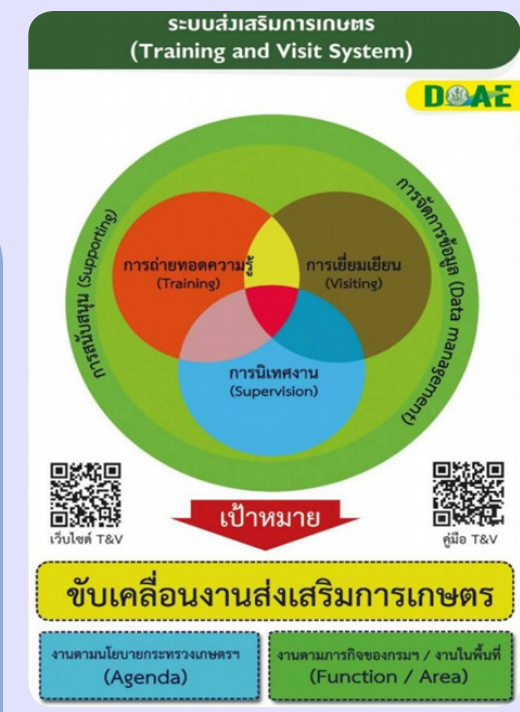 ระบบส่งเสริมการเกษตร
(Training and Visit System)
DOAE
การสนับสนุน (Supporting)
การจัดการข้อมูล (Data management)
การถ่ายทอดความรู้
(Training)
การเยี่ยมเยียน
(Visiting)
การนิเทศงาน
(Supervision)
เว็บไซต์ T&V
คู่มือ T&V
เป้าหมาย
ขับเคลื่อนงานส่งเสริมการเกษตร
งานตามนโยบายกระทรวงเกษตรฯ
(Agenda)
งานตามภารกิจของกรมฯ / งานในพื้นที่
(Function / Area)